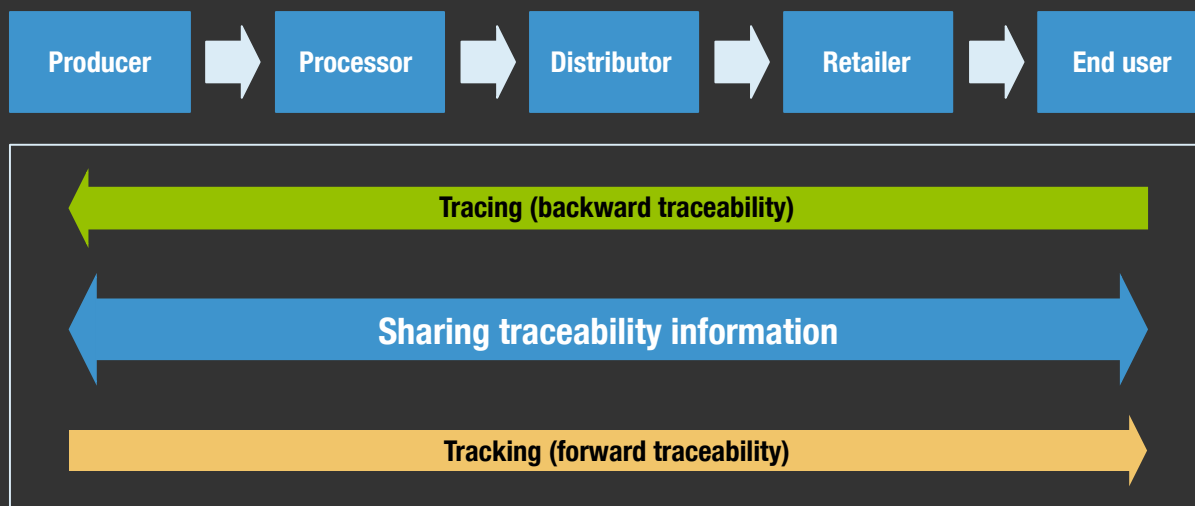 Producer
Processor
Distributor
Retailer
End user
Tracing (backward traceability)
Sharing traceability information
Tracking (forward traceability)